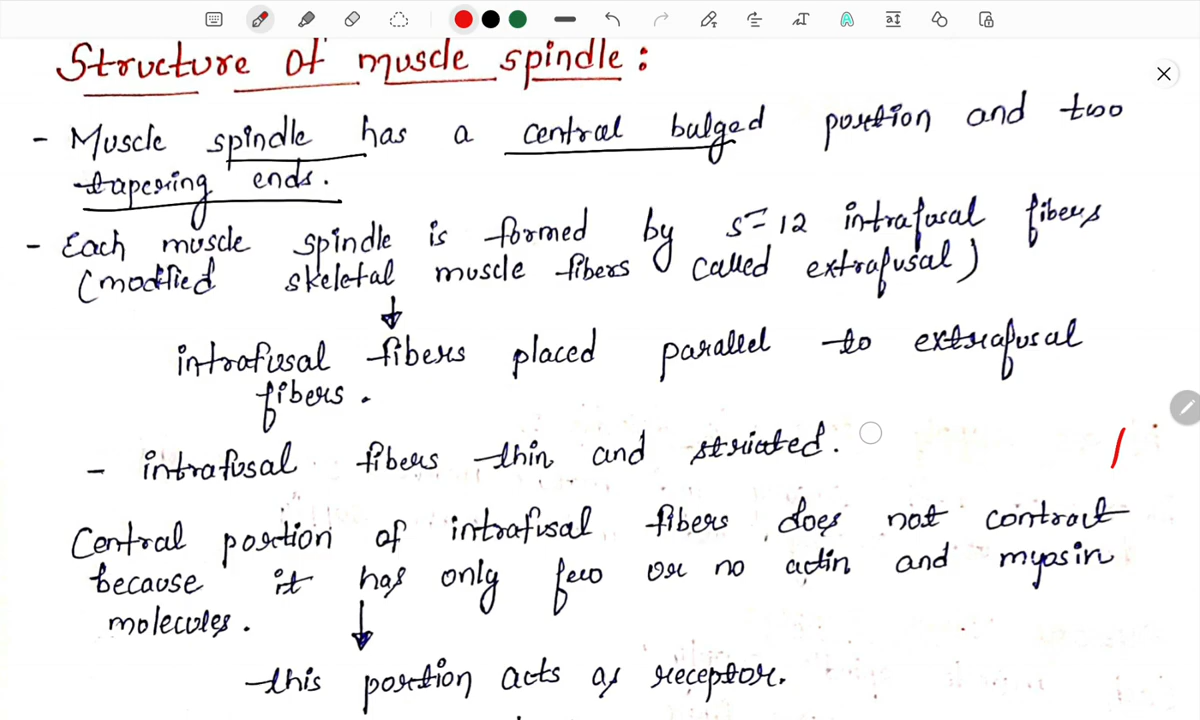 Structure of muscle spindle:
- Muscle spindle has a central bulged portion and two
tapering ends.
- Each muscle spindle is formed by 5-12 intrafusal fibers
(modified skeletal muscle fibers called extrafusal)
↓
intrafusal fibers placed parallel to extrafusal
fibers.
- intrafusal fibers thin and striated.
Central portion of intrafusal fibers does not contract
because it has only few or no actin and myosin
molecules.
↓
this portion acts as receptor.